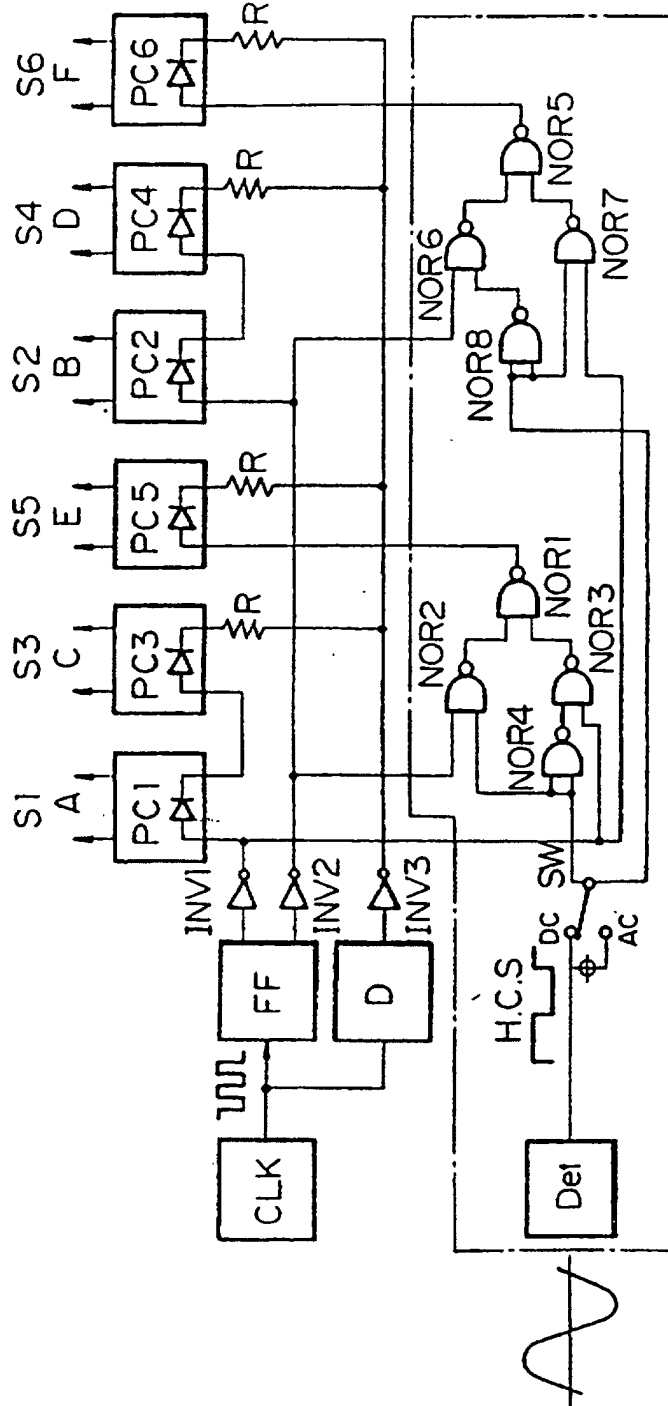 S1
A
S3
C
S5
E
S2
B
S4
D
S6
F
PC1
PC3
PC5
PC2
PC4
PC6
R
R
R
R
INV1
INV2
INV3
CLK
FF
D
NOR2
NOR1
NOR4
NOR3
NOR6
NOR5
NOR8
NOR7
SW
DC
AC
H.C.S
Det